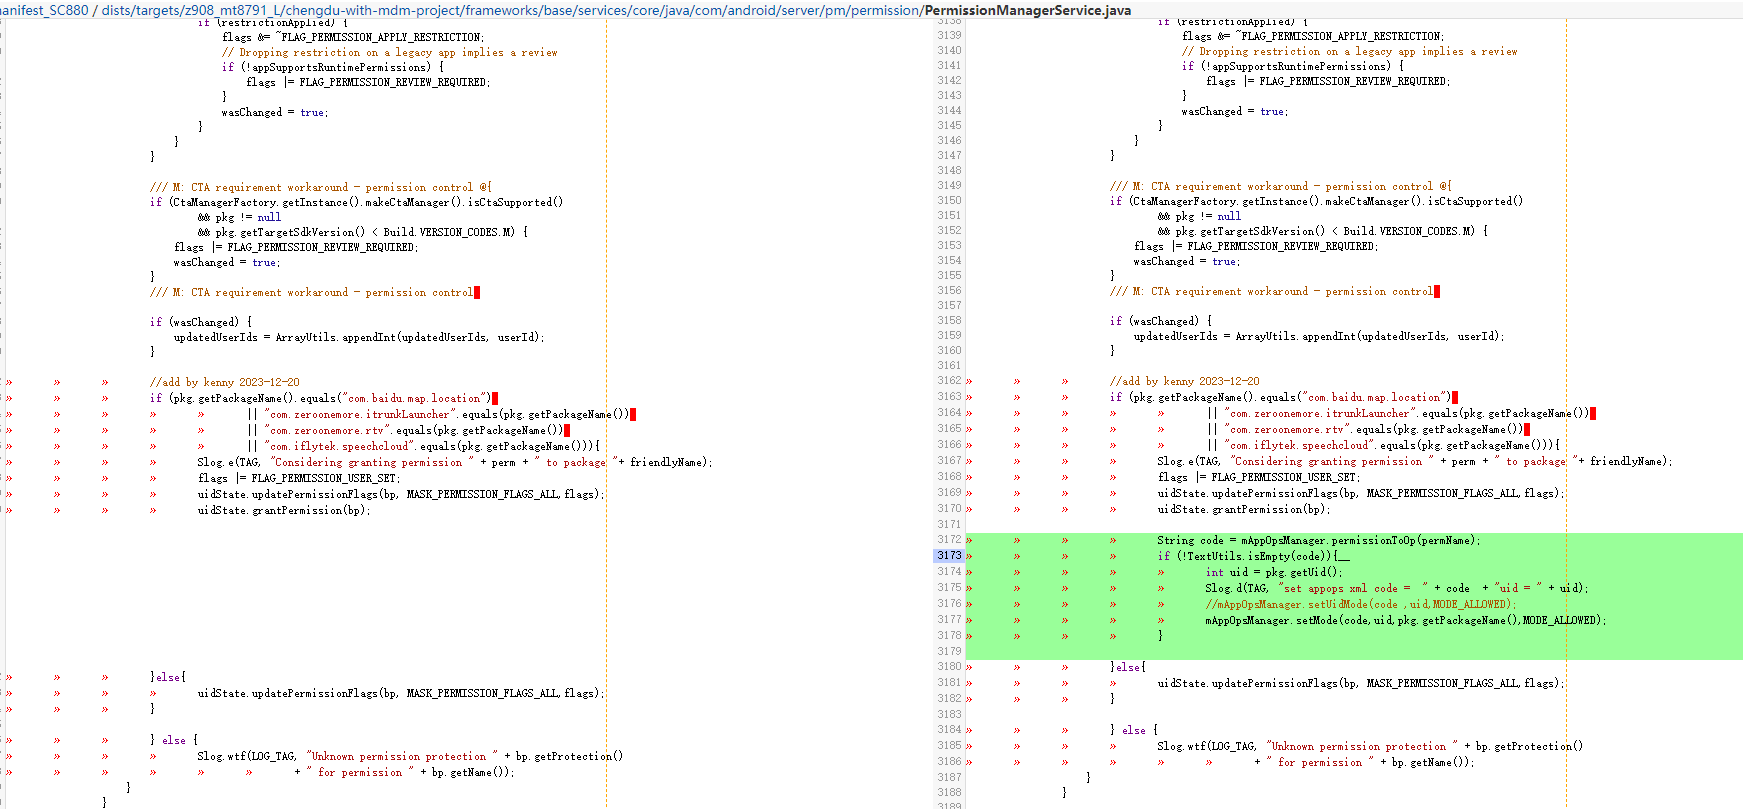 anifest_SC880 / dists/targets/z908_mt8791_L/chengdu-with-mdm-project/frameworks/base/services/core/java/com/android/server/pm/permission/PermissionManagerService.java
if (restrictionApplied) {
flags &= ~FLAG_PERMISSION_APPLY_RESTRICTION;
// Dropping restriction on a legacy app implies a review
if (!appSupportsRuntimePermissions) {
flags |= FLAG_PERMISSION_REVIEW_REQUIRED;
}
wasChanged = true;
}
}
}
/// M: CTA requirement workaround - permission control @{
if (CtaManagerFactory.getInstance().makeCtaManager().isCtaSupported()
&& pkg != null
&& pkg.getTargetSdkVersion() < Build.VERSION_CODES.M) {
flags |= FLAG_PERMISSION_REVIEW_REQUIRED;
wasChanged = true;
}
/// M: CTA requirement workaround - permission control
if (wasChanged) {
updatedUserIds = ArrayUtils.appendInt(updatedUserIds, userId);
}
» » » //add by kenny 2023-12-20
» » » if (pkg.getPackageName().equals("com.baidu.map.location")
» » » » » || "com.zeroonemore.itrunkLauncher".equals(pkg.getPackageName())
» » » » » || "com.zeroonemore.rtv".equals(pkg.getPackageName())
» » » » » || "com.iflytek.speechcloud".equals(pkg.getPackageName())){
» » » » Slog.e(TAG, "Considering granting permission " + perm + " to package "+ friendlyName);
» » » » flags |= FLAG_PERMISSION_USER_SET;
» » » » uidState.updatePermissionFlags(bp, MASK_PERMISSION_FLAGS_ALL,flags);
» » » » uidState.grantPermission(bp);
» » » }else{
» » » » uidState.updatePermissionFlags(bp, MASK_PERMISSION_FLAGS_ALL,flags);
» » » }
» » » } else {
» » » » Slog.wtf(LOG_TAG, "Unknown permission protection " + bp.getProtection()
» » » » » » + " for permission " + bp.getName());
}
}
3138 if (restrictionApplied) {
3139 flags &= ~FLAG_PERMISSION_APPLY_RESTRICTION;
3140 // Dropping restriction on a legacy app implies a review
3141 if (!appSupportsRuntimePermissions) {
3142 flags |= FLAG_PERMISSION_REVIEW_REQUIRED;
3143 }
3144 wasChanged = true;
3145 }
3146 }
3147 }
3148
3149 /// M: CTA requirement workaround - permission control @{
3150 if (CtaManagerFactory.getInstance().makeCtaManager().isCtaSupported()
3151 && pkg != null
3152 && pkg.getTargetSdkVersion() < Build.VERSION_CODES.M) {
3153 flags |= FLAG_PERMISSION_REVIEW_REQUIRED;
3154 wasChanged = true;
3155 }
3156 /// M: CTA requirement workaround - permission control
3157
3158 if (wasChanged) {
3159 updatedUserIds = ArrayUtils.appendInt(updatedUserIds, userId);
3160 }
3161
3162 » » » //add by kenny 2023-12-20
3163 » » » if (pkg.getPackageName().equals("com.baidu.map.location")
3164 » » » » » || "com.zeroonemore.itrunkLauncher".equals(pkg.getPackageName())
3165 » » » » » || "com.zeroonemore.rtv".equals(pkg.getPackageName())
3166 » » » » » || "com.iflytek.speechcloud".equals(pkg.getPackageName())){
3167 » » » » Slog.e(TAG, "Considering granting permission " + perm + " to package "+ friendlyName);
3168 » » » » flags |= FLAG_PERMISSION_USER_SET;
3169 » » » » uidState.updatePermissionFlags(bp, MASK_PERMISSION_FLAGS_ALL,flags);
3170 » » » » uidState.grantPermission(bp);
3171
3172 » » » » String code = mAppOpsManager.permissionToOp(permName);
3173 » » » » if (!TextUtils.isEmpty(code)){
3174 » » » » » int uid = pkg.getUid();
3175 » » » » » Slog.d(TAG, "set appops xml code = " + code + "uid = " + uid);
3176 » » » » » //mAppOpsManager.setUidMode(code ,uid,MODE_ALLOWED);
3177 » » » » » mAppOpsManager.setMode(code,uid,pkg.getPackageName(),MODE_ALLOWED);
3178 » » » » }
3179
3180 » » » }else{
3181 » » » » uidState.updatePermissionFlags(bp, MASK_PERMISSION_FLAGS_ALL,flags);
3182 » » » }
3183
3184 » » » } else {
3185 » » » » Slog.wtf(LOG_TAG, "Unknown permission protection " + bp.getProtection()
3186 » » » » » » + " for permission " + bp.getName());
3187 }
3188 }
3189